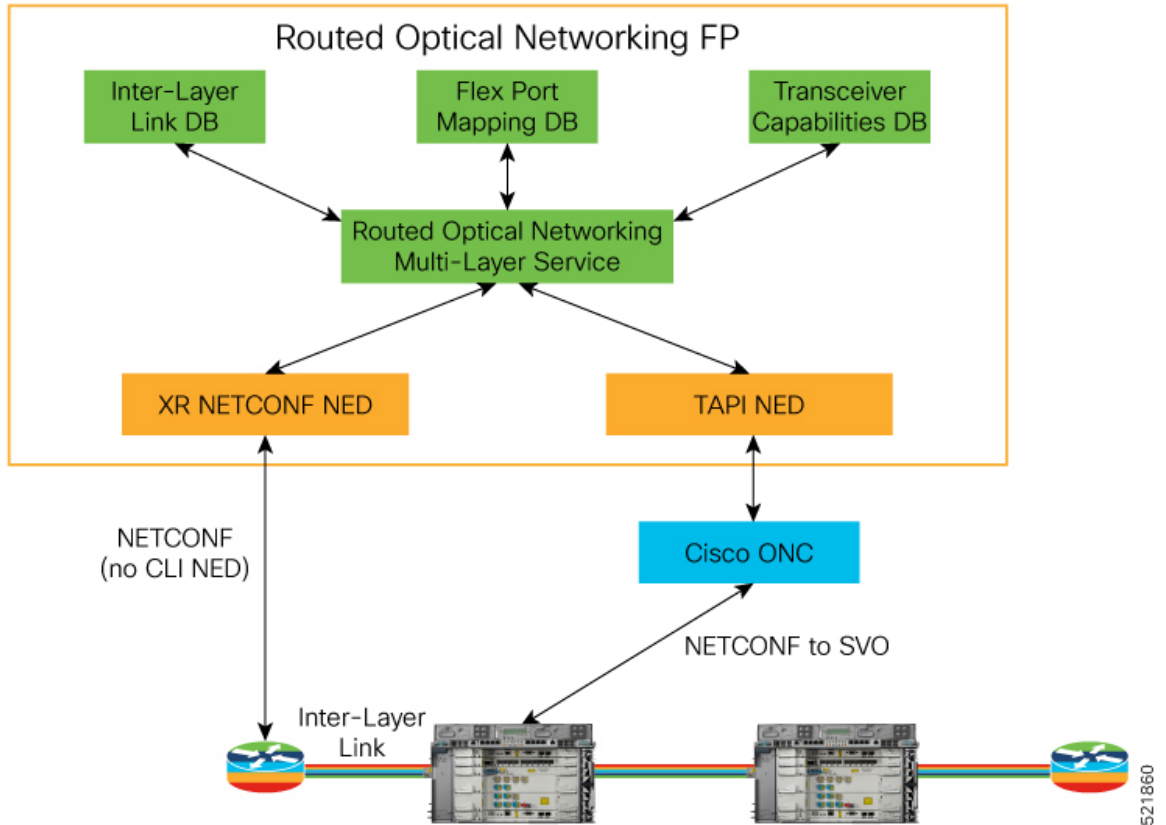 Routed Optical Networking FP
Inter-Layer
Link DB
Flex Port
Mapping DB
Transceiver
Capabilities DB
Routed Optical Networking
Multi-Layer Service
XR NETCONF NED
TAPI NED
NETCONF
(no CLI NED)
Cisco ONC
NETCONF to SVO
Inter-Layer
Link
521860